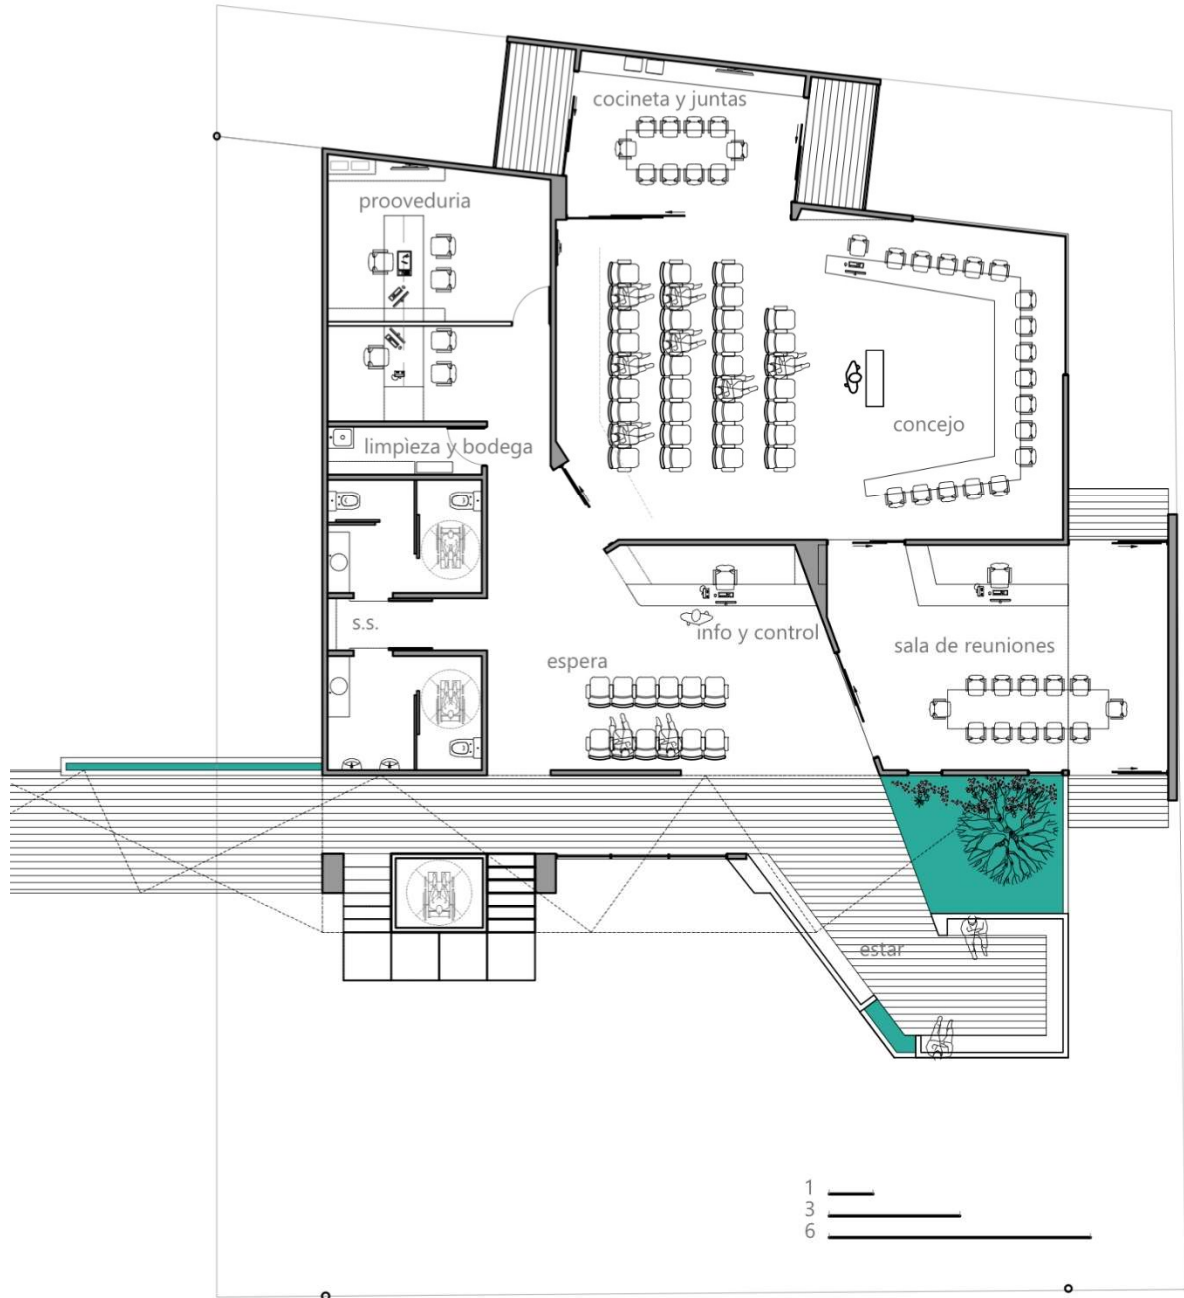 cocineta y juntas
prooveduria
concejo
limpìeza y bodega
s.s.
info y control
espera
sala de reuniones
estar
1
3
6